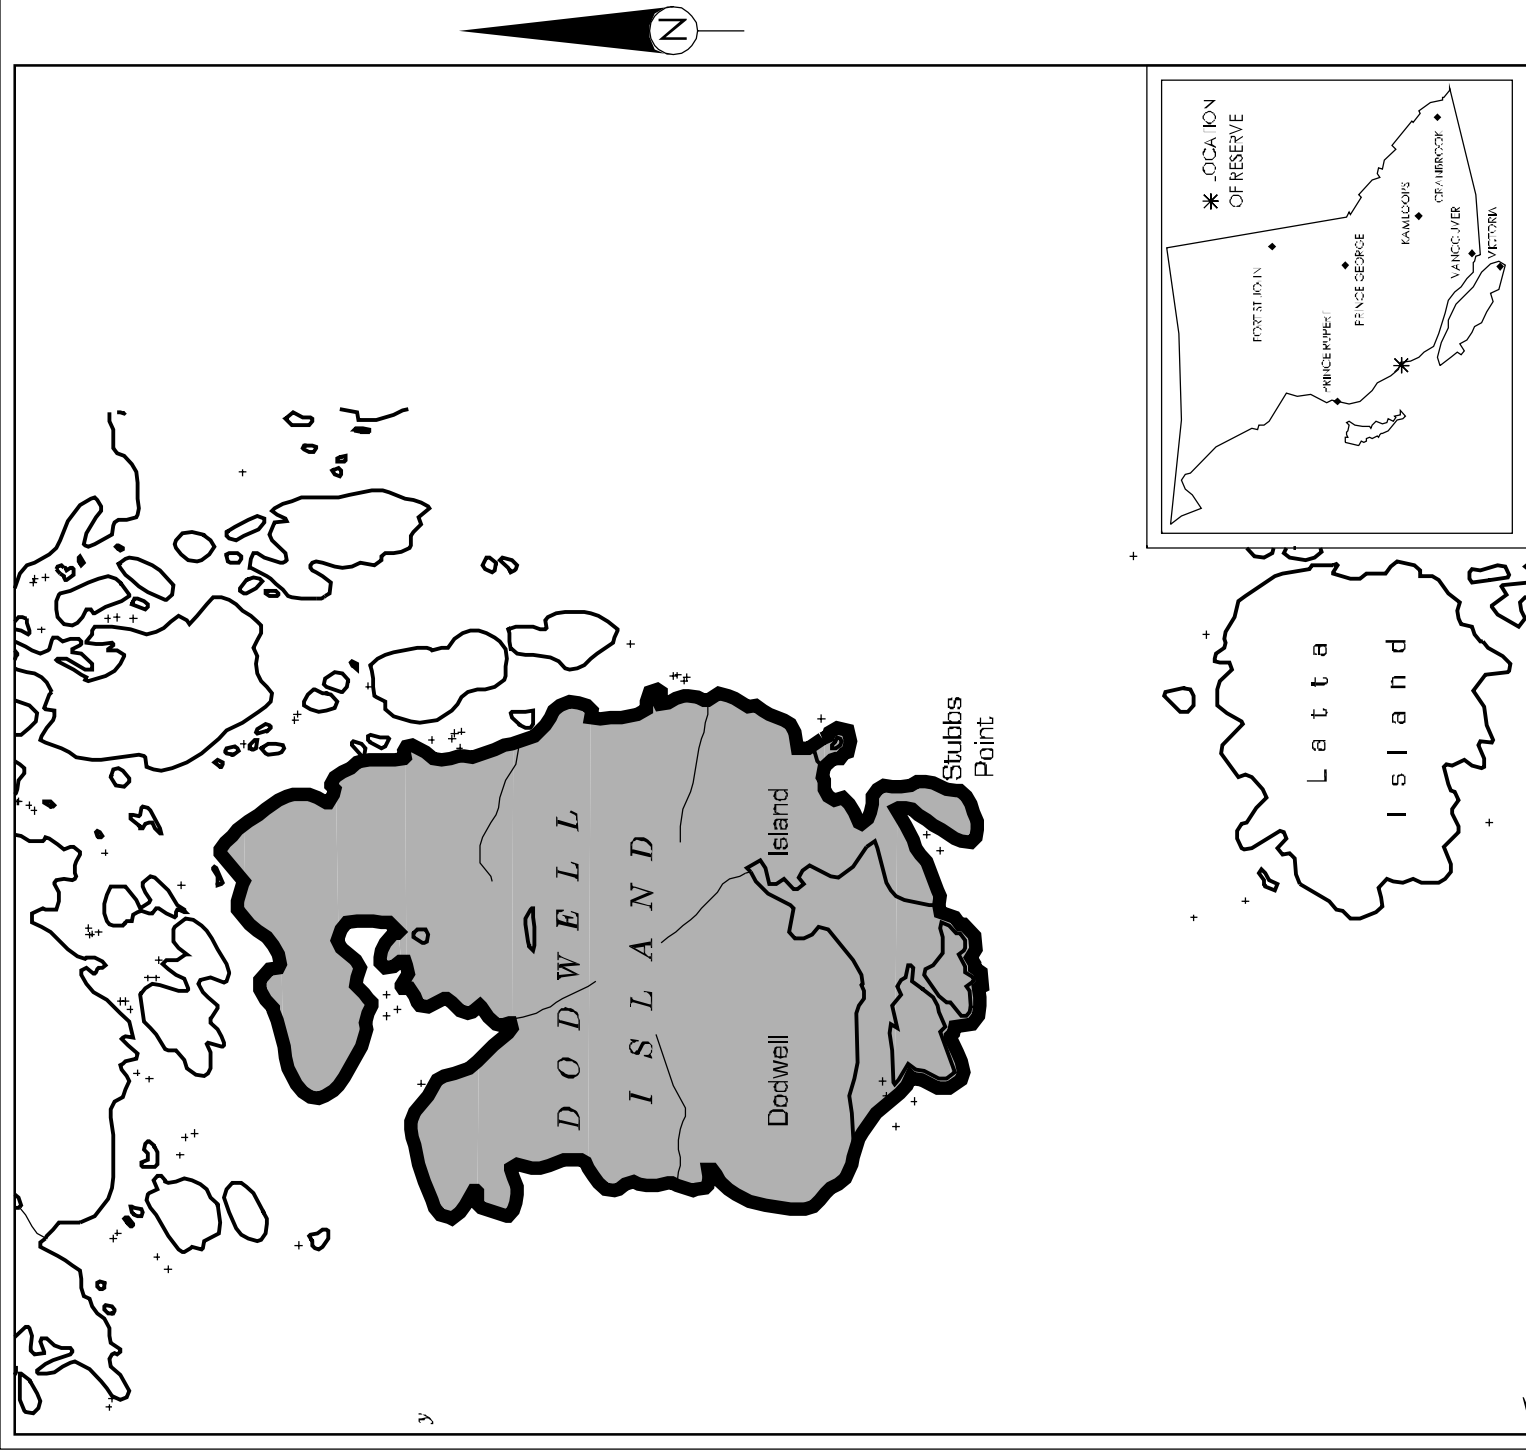 N
LOCATION
OF RESERVE
FORT ST JOHN
PRINCE RUPERT
PRINCE GEORGE
KAMLOOPS
CRANBROOK
VANCOUVER
VICTORIA
DODWELL
ISLAND
Dodwell Island
Stubbs
Point
Latta
Island
y